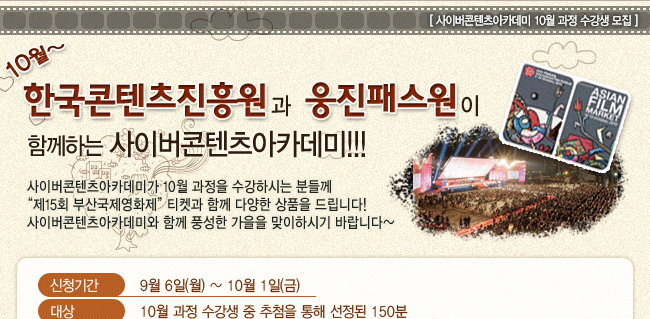 [ 사이버콘텐츠아카데미 10월 과정 수강생 모집 ]
10월~
한국콘텐츠진흥원과 웅진패스원이
함께하는 사이버콘텐츠아카데미!!!
ASIAN
FILM
MARKET
사이버콘텐츠아카데미가 10월 과정을 수강하시는 분들께
“제15회 부산국제영화제” 티켓과 함께 다양한 상품을 드립니다!
사이버콘텐츠아카데미와 함께 풍성한 가을을 맞이하시기 바랍니다~
신청기간 9월 6일(월) ~ 10월 1일(금)
대상 10월 과정 수강생 중 추첨을 통해 선정된 150분